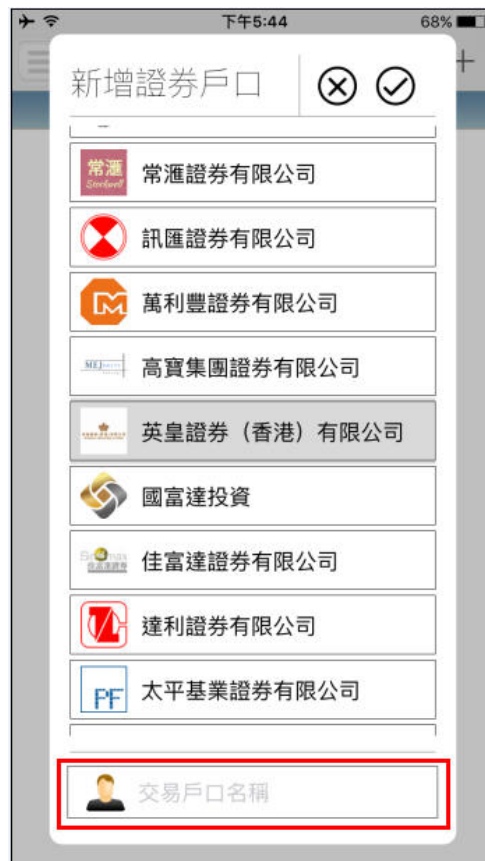 下午5:44
68%
新增證券戶口
常滙
Stockwell
常滙證券有限公司
訊匯證券有限公司
萬利豐證券有限公司
高寶集團證券有限公司
英皇證券（香港）有限公司
國富達投資
佳富達證券有限公司
達利證券有限公司
PF
太平基業證券有限公司
交易戶口名稱